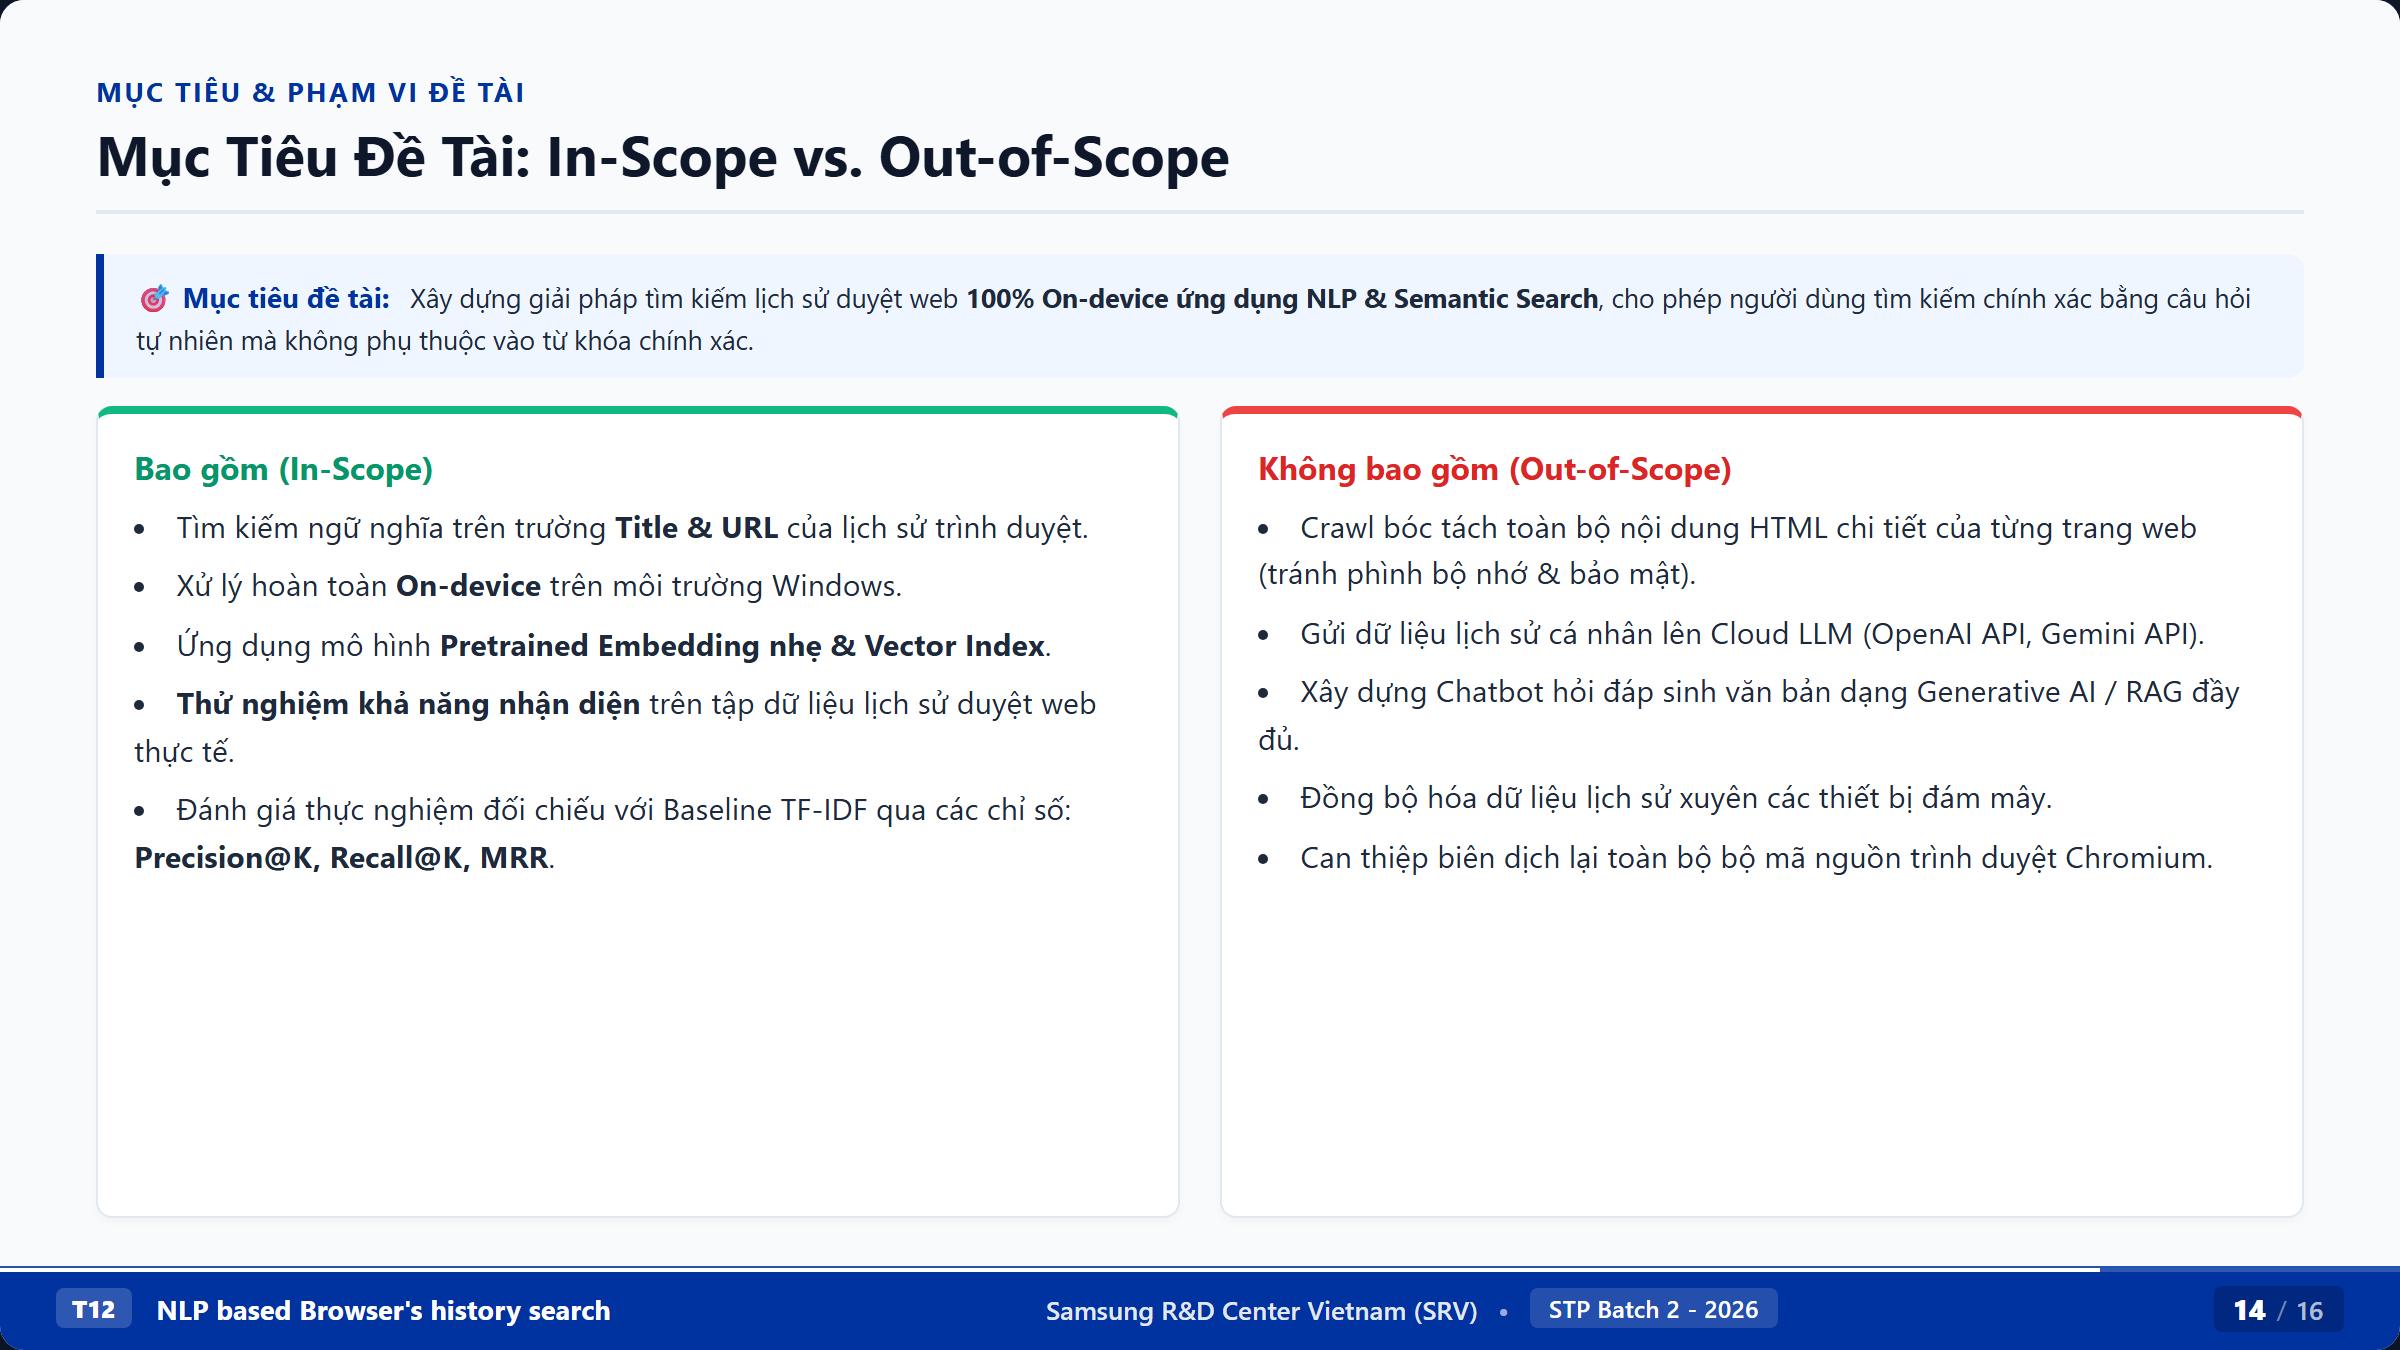 MỤC TIÊU & PHẠM VI ĐỀ TÀI
Mục Tiêu Đề Tài: In-Scope vs. Out-of-Scope
🎯 Mục tiêu đề tài: Xây dựng giải pháp tìm kiếm lịch sử duyệt web 100% On-device ứng dụng NLP & Semantic Search, cho phép người dùng tìm kiếm chính xác bằng câu hỏi
tự nhiên mà không phụ thuộc vào từ khóa chính xác.
Bao gồm (In-Scope)
• Tìm kiếm ngữ nghĩa trên trường Title & URL của lịch sử trình duyệt.
• Xử lý hoàn toàn On-device trên môi trường Windows.
• Ứng dụng mô hình Pretrained Embedding nhẹ & Vector Index.
• Thử nghiệm khả năng nhận diện trên tập dữ liệu lịch sử duyệt web
thực tế.
• Đánh giá thực nghiệm đối chiếu với Baseline TF-IDF qua các chỉ số:
Precision@K, Recall@K, MRR.
Không bao gồm (Out-of-Scope)
• Crawl bóc tách toàn bộ nội dung HTML chi tiết của từng trang web
(tránh phình bộ nhớ & bảo mật).
• Gửi dữ liệu lịch sử cá nhân lên Cloud LLM (OpenAI API, Gemini API).
• Xây dựng Chatbot hỏi đáp sinh văn bản dạng Generative AI / RAG đầy
đủ.
• Đồng bộ hóa dữ liệu lịch sử xuyên các thiết bị đám mây.
• Can thiệp biên dịch lại toàn bộ bộ mã nguồn trình duyệt Chromium.
T12 NLP based Browser's history search
Samsung R&D Center Vietnam (SRV) • STP Batch 2 - 2026
14 / 16